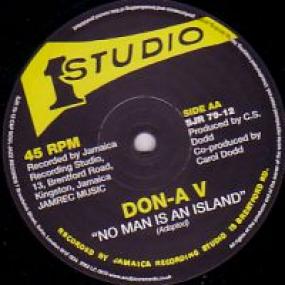 1 STUDIO
45 RPM
Recorded by Jamaica
Recording Studio,
13, Brentford Road,
Kingston, Jamaica
JAMREC MUSIC
SIDE AA
SJR 79-12
Produced by C.S.
Dodd
Co-produced by
Carol Dodd
DON-A V
"NO MAN IS AN ISLAND"
(Adapted)
RECORDED BY JAMAICA RECORDING STUDIO 13 BRENTFORD RD.